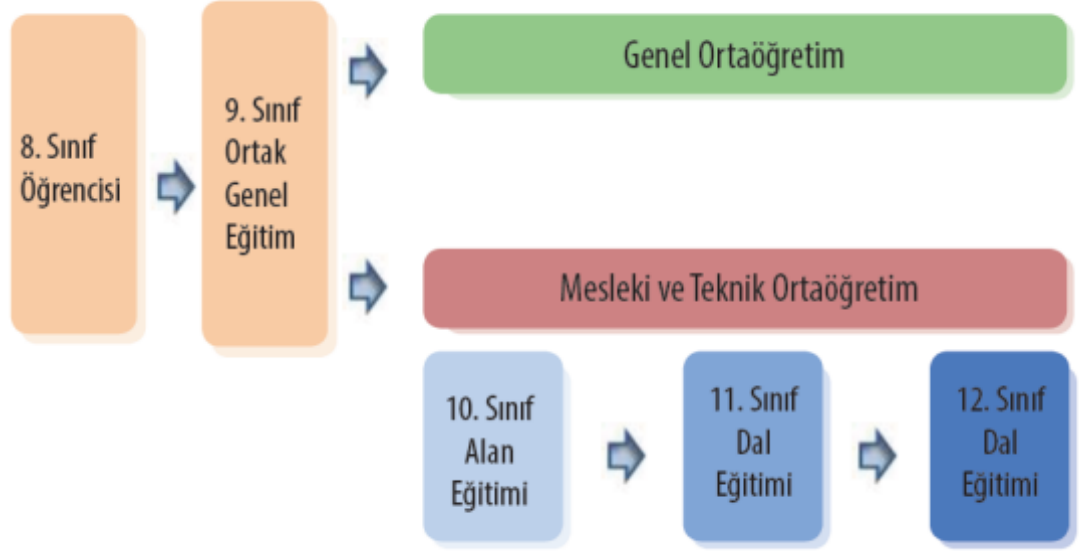 8. Sınıf
Öğrencisi
9. Sınıf
Ortak
Genel
Eğitim
Genel Ortaöğretim
Mesleki ve Teknik Ortaöğretim
10. Sınıf
Alan
Eğitimi
11. Sınıf
Dal
Eğitimi
12. Sınıf
Dal
Eğitimi